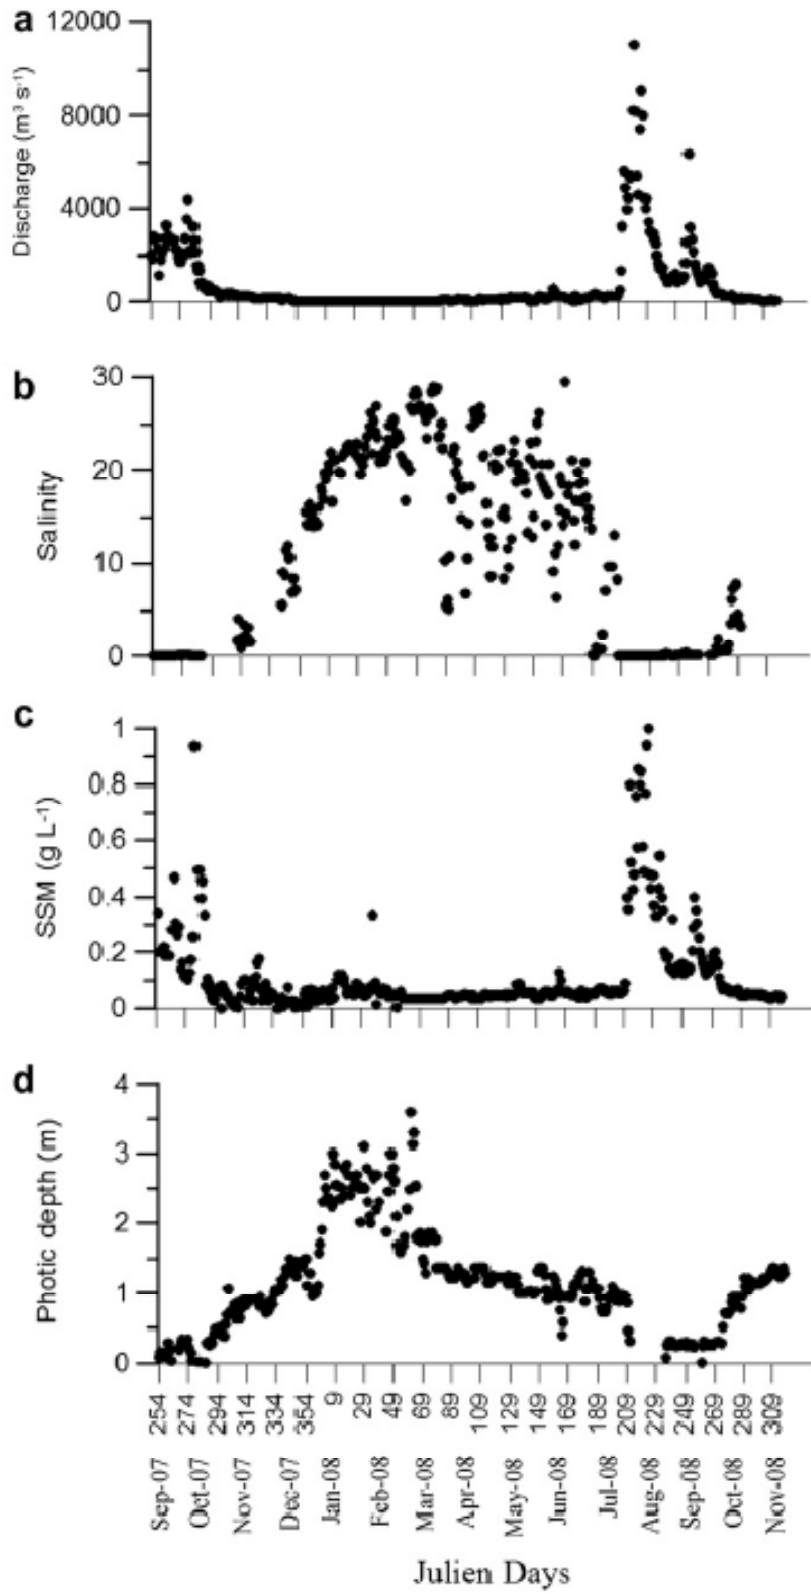 a
12000
8000
4000
0
Discharge (m³ s⁻¹)
b
30
20
10
0
Salinity
c
1
0.8
0.6
0.4
0.2
0
SSM (g L⁻¹)
d
4
3
2
1
0
Photic depth (m)
254 274 294 314 334 354 9 29 49 69 89 109 129 149 169 189 209 229 249 269 289 309
Sep-07 Oct-07 Nov-07 Dec-07 Jan-08 Feb-08 Mar-08 Apr-08 May-08 Jun-08 Jul-08 Aug-08 Sep-08 Oct-08 Nov-08
Julien Days